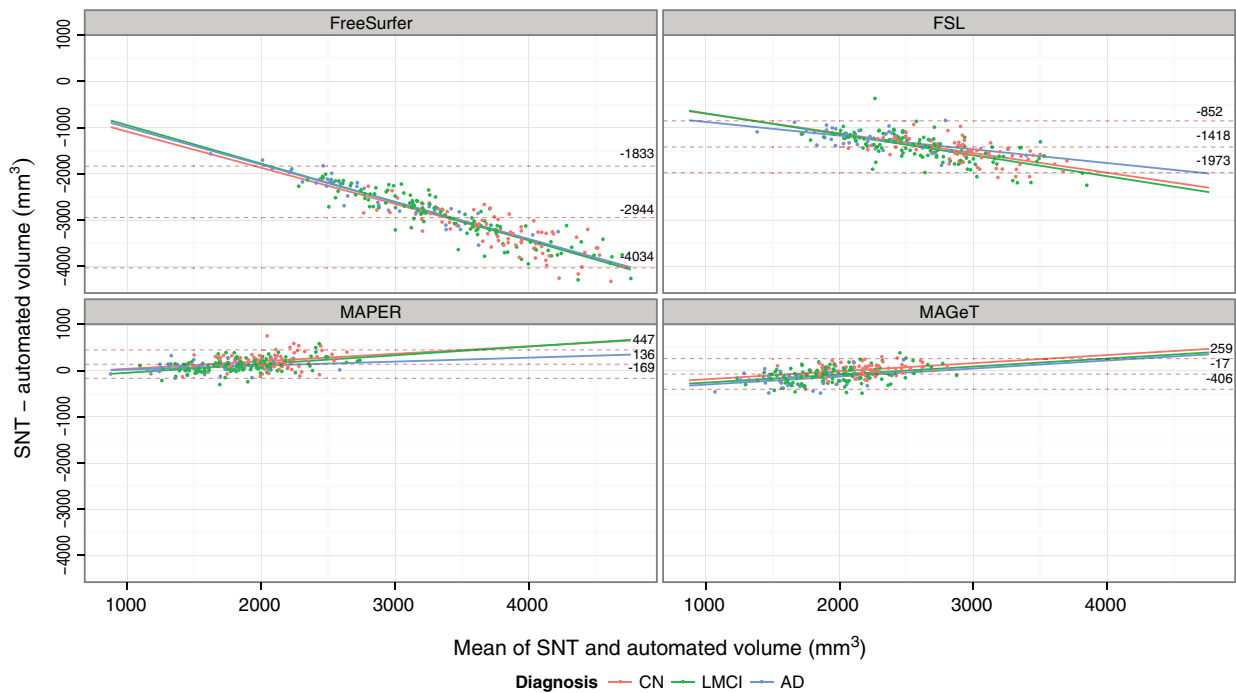 FreeSurfer
FSL
SNT − automated volume (mm³)
1000
0
-1000
-2000
-3000
-4000
-1833
-2944
-4034
-852
-1418
-1973
MAPER
MAGeT
1000
0
-1000
-2000
-3000
-4000
447
136
-169
259
-17
-406
1000 2000 3000 4000
1000 2000 3000 4000
Mean of SNT and automated volume (mm³)
Diagnosis CN LMCI AD